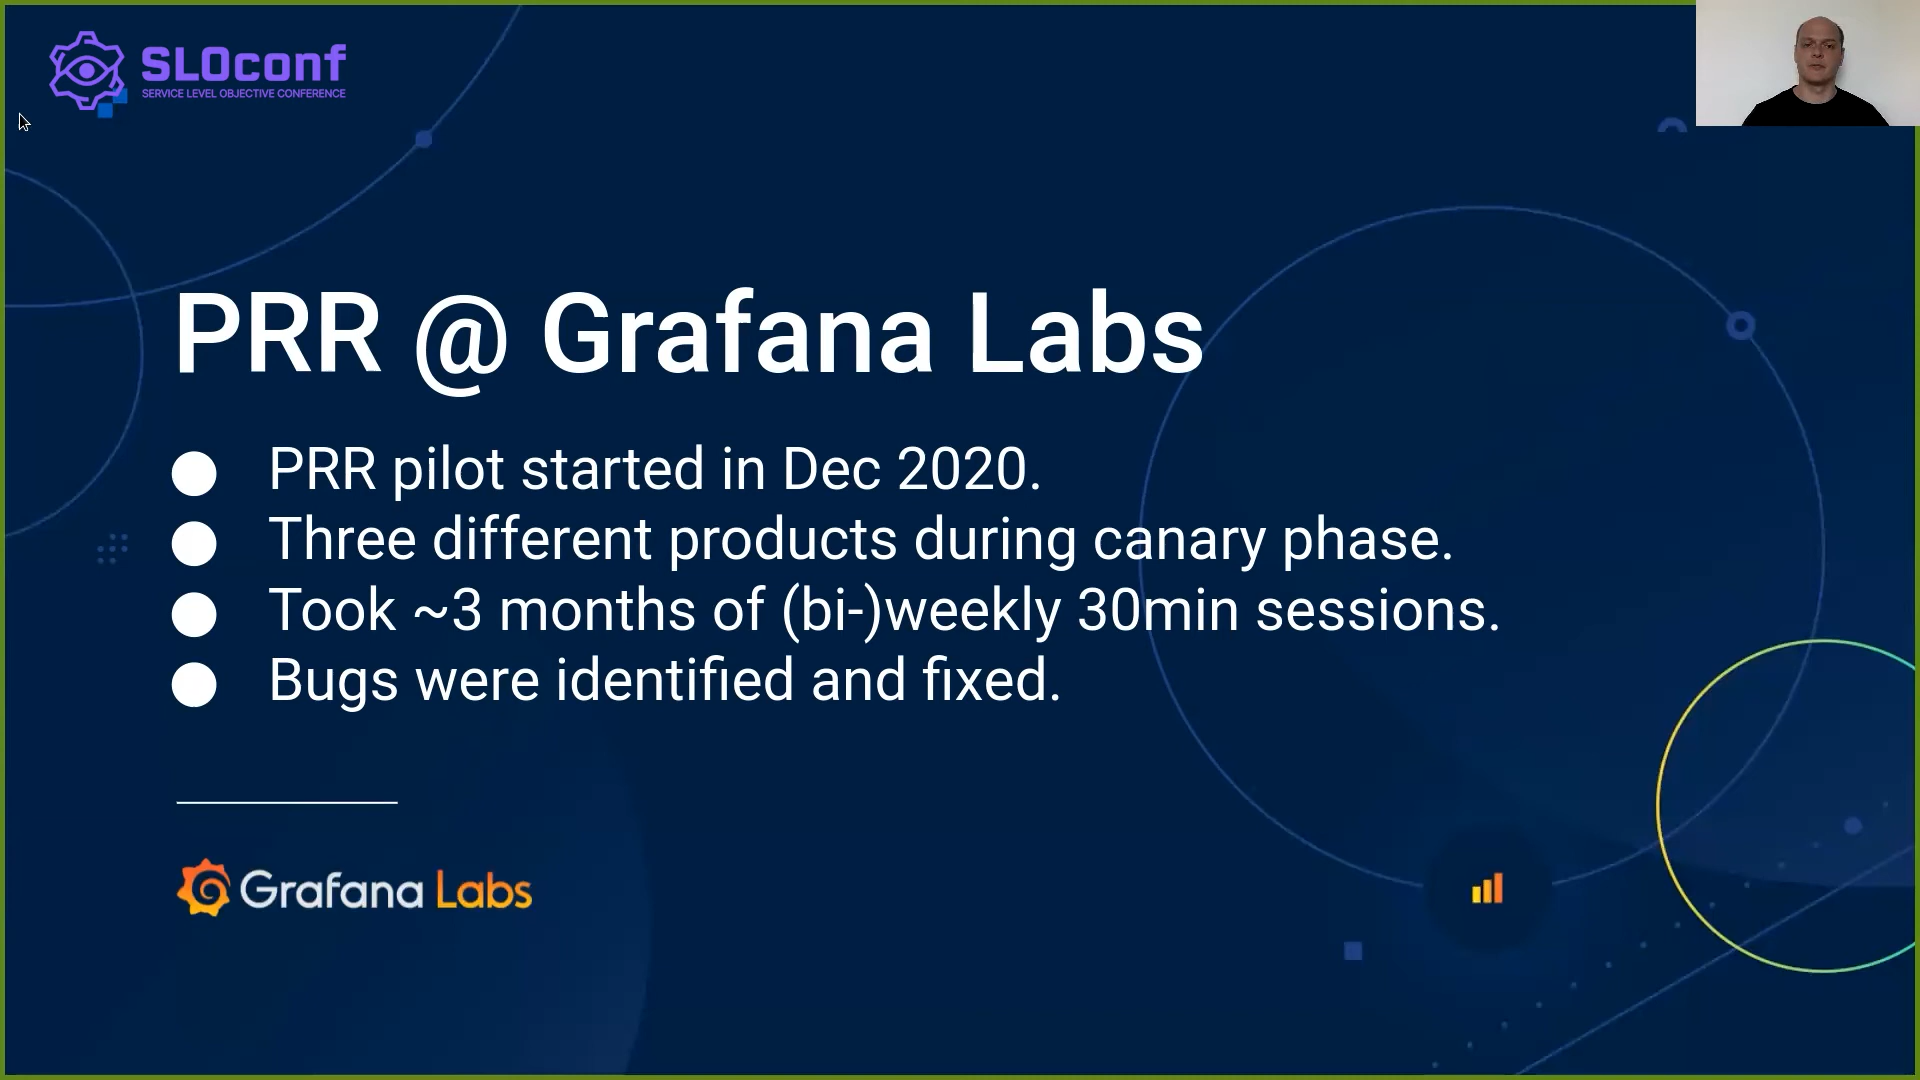 SLOconf
SERVICE LEVEL OBJECTIVE CONFERENCE
PRR @ Grafana Labs
● PRR pilot started in Dec 2020.
● Three different products during canary phase.
● Took ~3 months of (bi-)weekly 30min sessions.
● Bugs were identified and fixed.
Grafana Labs